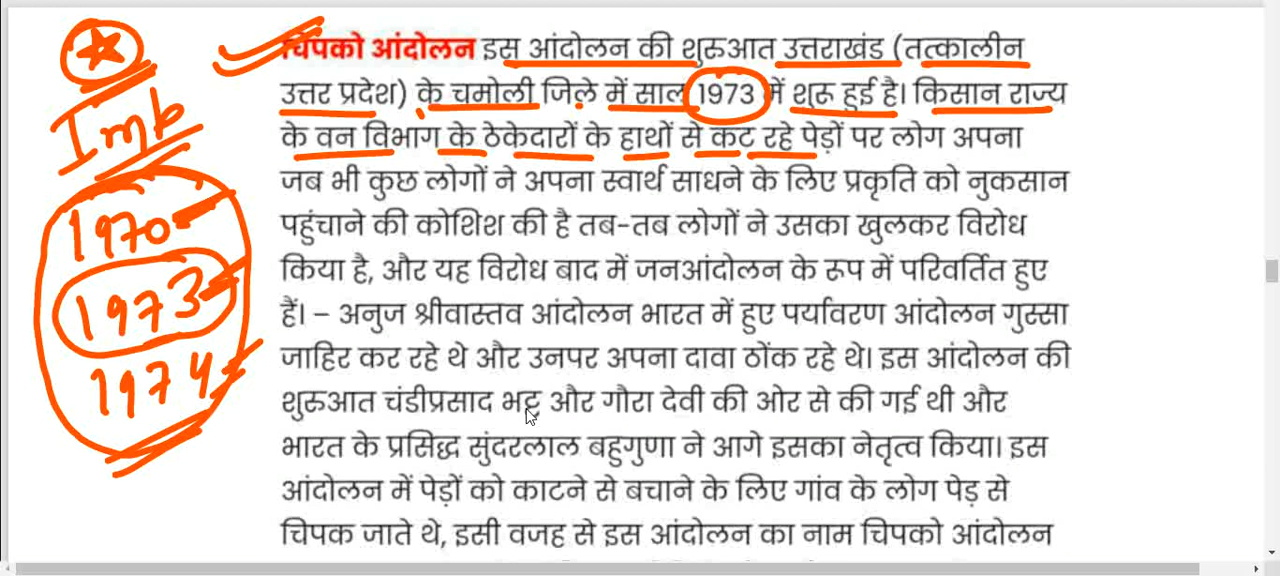 Imp
1970
1973
1974
चिपको आंदोलन इस आंदोलन की शुरुआत उत्तराखंड (तत्कालीन
उत्तर प्रदेश) के चमोली जिले में साल 1973 में शुरू हुई है। किसान राज्य
के वन विभाग के ठेकेदारों के हाथों से कट रहे पेड़ों पर लोग अपना
जब भी कुछ लोगों ने अपना स्वार्थ साधने के लिए प्रकृति को नुकसान
पहुंचाने की कोशिश की है तब-तब लोगों ने उसका खुलकर विरोध
किया है, और यह विरोध बाद में जनआंदोलन के रूप में परिवर्तित हुए
हैं। – अनुज श्रीवास्तव आंदोलन भारत में हुए पर्यावरण आंदोलन गुस्सा
जाहिर कर रहे थे और उनपर अपना दावा ठोंक रहे थे। इस आंदोलन की
शुरुआत चंडीप्रसाद भट्ट और गौरा देवी की ओर से की गई थी और
भारत के प्रसिद्ध सुंदरलाल बहुगुणा ने आगे इसका नेतृत्व किया। इस
आंदोलन में पेड़ों को काटने से बचाने के लिए गांव के लोग पेड़ से
चिपक जाते थे, इसी वजह से इस आंदोलन का नाम चिपको आंदोलन